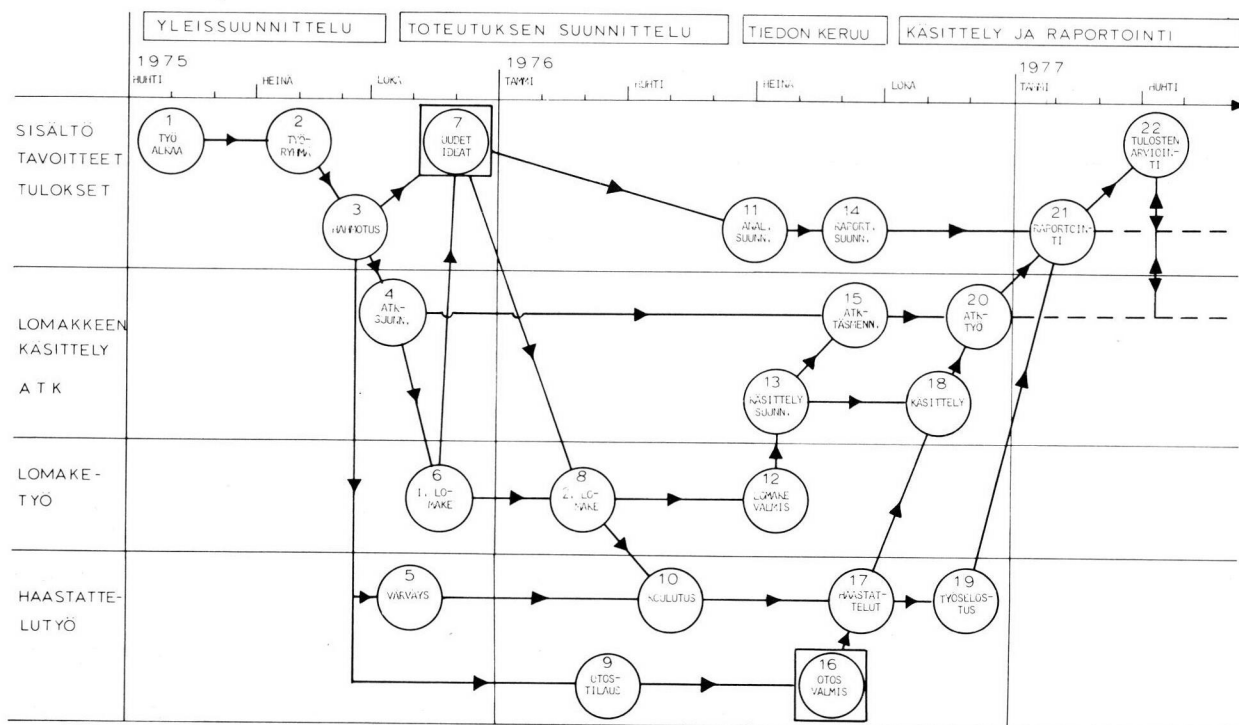 YLEISSUUNNITTELU
TOTEUTUKSEN SUUNNITTELU
TIEDON KERUU
KÄSITTELY JA RAPORTOINTI
1975
1976
1977
HUHTI
HEINÄ
LOKA
TAMMI
HUHTI
HEINÄ
LOKA
TAMMI
HUHTI
SISÄLTÖ
TAVOITTEET
TULOKSET
1
TYÖ
ALKAA
2
TYÖ-
RYHMÄ
7
UUDET
IDEAT
22
TULOSTEN
ARVIOIN-
TI
3
HAHMOTUS
11
ANAL.
SUUNN.
14
RAPORT.
SUUNN.
21
RAPORTOIN-
TI
LOMAKKEEN
KÄSITTELY
ATK
4
ATK-
SUUNN.
15
ATK-
TÄSMENN.
20
ATK-
TYÖ
13
KÄSITTELY
SUUNN.
18
KÄSITTELY
LOMAKE-
TYÖ
6
1. LO-
MAKE
8
2. LO-
MAKE
12
LOMAKE
VALMIS
HAASTATTE-
LUTYÖ
5
VÄRVÄYS
10
KOULUTUS
17
HAASTAT-
TELUT
19
TYÖSELOS-
TUS
9
OTOS-
TILAUS
16
OTOS
VALMIS